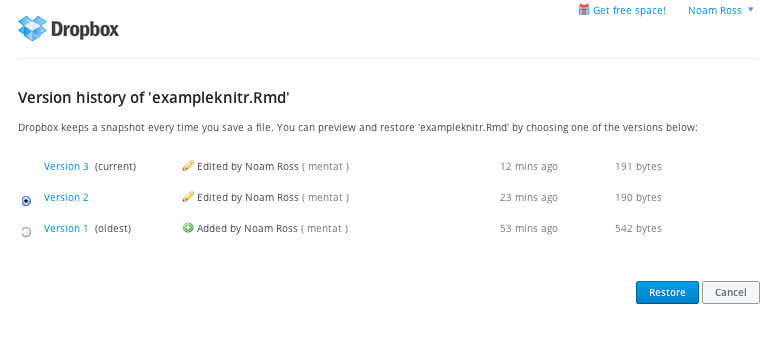 Get free space! Noam Ross
Dropbox
Version history of 'exampleknitr.Rmd'
Dropbox keeps a snapshot every time you save a file. You can preview and restore 'exampleknitr.Rmd' by choosing one of the versions below:
Version 3 (current) Edited by Noam Ross ( mentat ) 12 mins ago 191 bytes
Version 2 Edited by Noam Ross ( mentat ) 23 mins ago 190 bytes
Version 1 (oldest) Added by Noam Ross ( mentat ) 53 mins ago 542 bytes
Restore Cancel